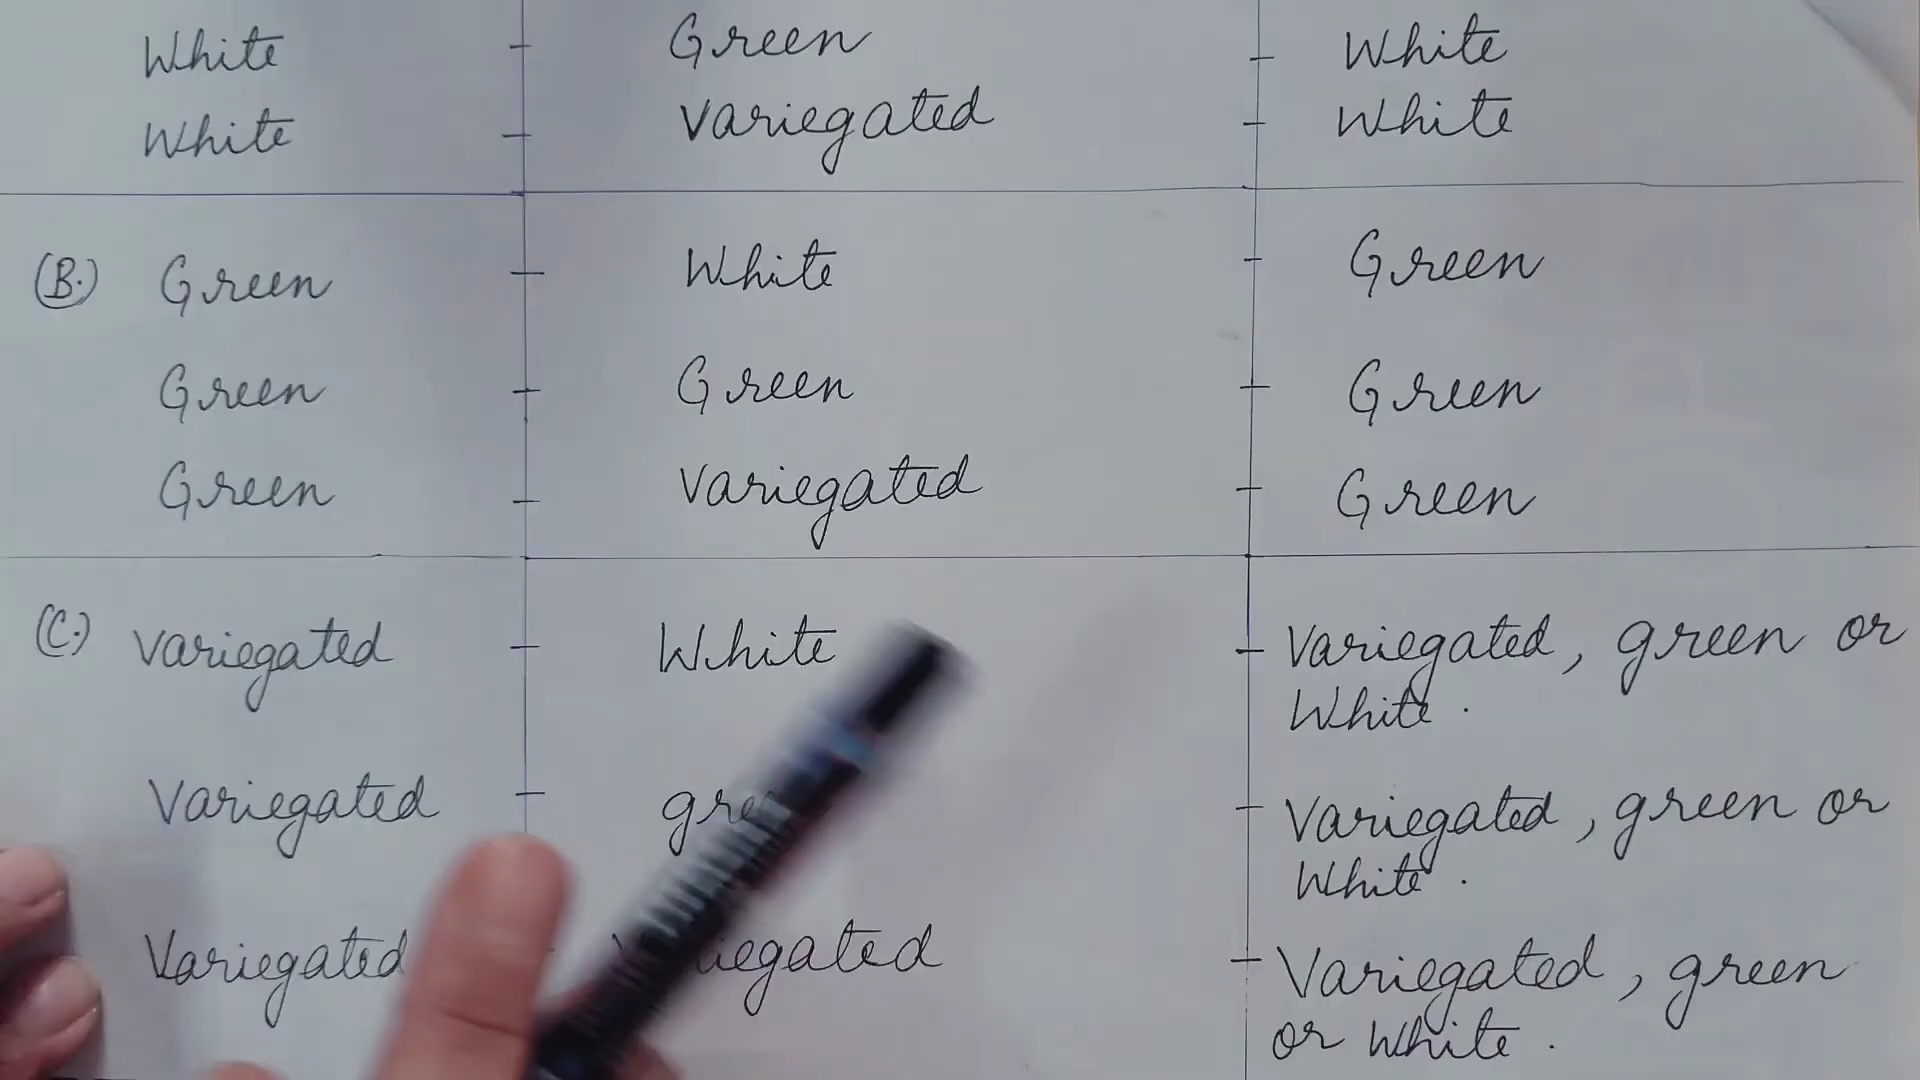 White - Green - White
White - Variegated - White
(B.) Green - White - Green
Green - Green - Green
Green - Variegated - Green
(C.) Variegated - White - Variegated, green or
White.
Variegated - - Variegated, green or
White.
Variegated - Variegated, green
or White.